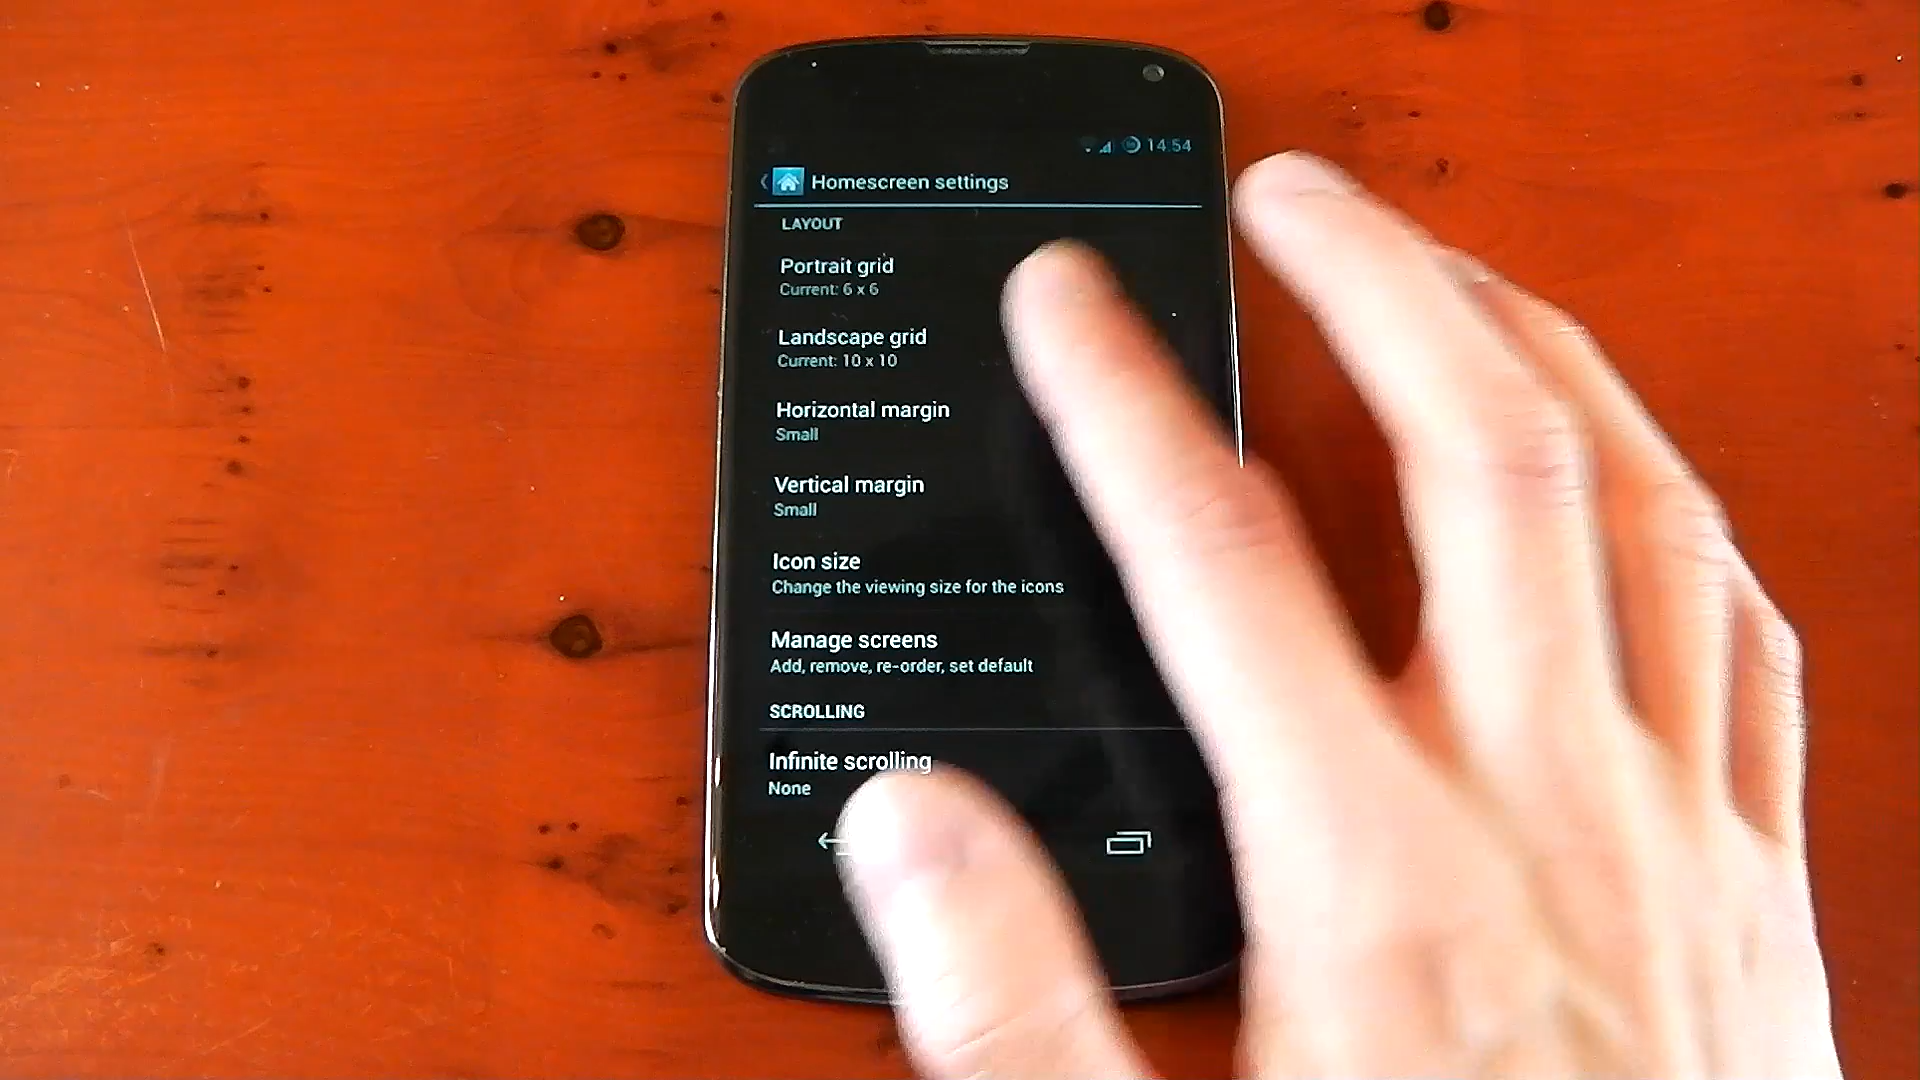 14:54
Homescreen settings
LAYOUT
Portrait grid
Current: 6 x 6
Landscape grid
Current: 10 x 10
Horizontal margin
Small
Vertical margin
Small
Icon size
Change the viewing size for the icons
Manage screens
Add, remove, re-order, set default
SCROLLING
Infinite scrolling
None